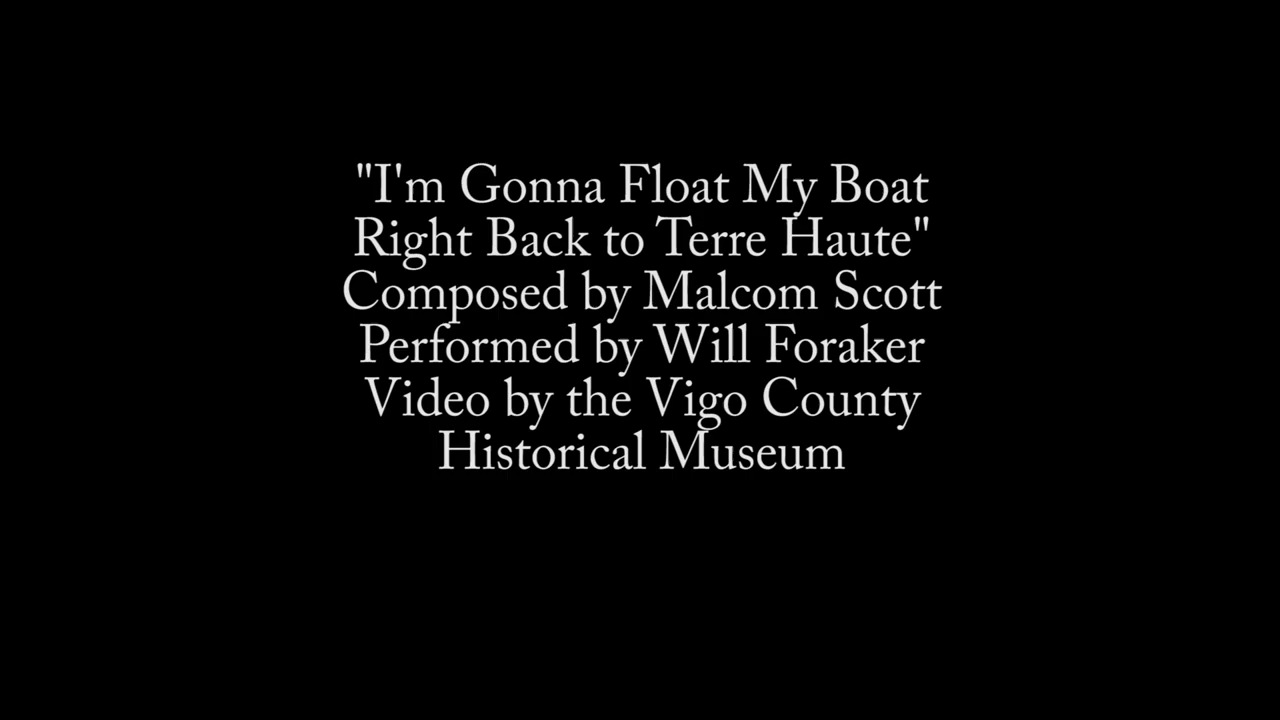 "I'm Gonna Float My Boat
Right Back to Terre Haute"
Composed by Malcom Scott
Performed by Will Foraker
Video by the Vigo County
Historical Museum